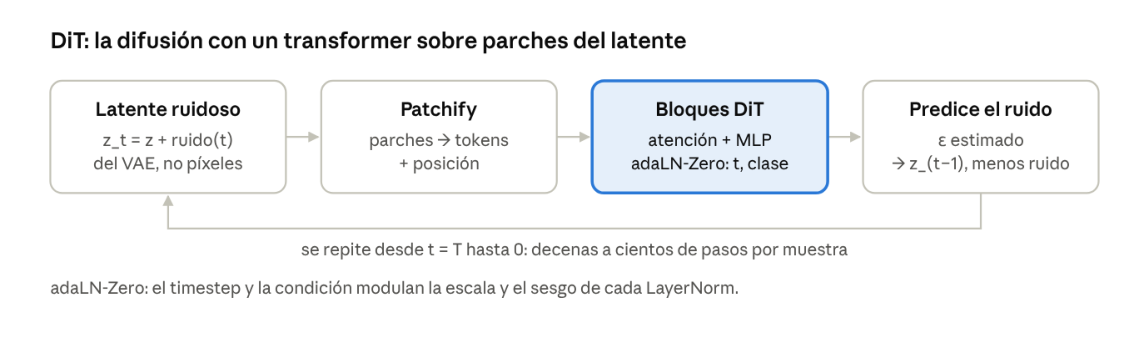 DiT: la difusión con un transformer sobre parches del latente
Latente ruidoso
z_t = z + ruido(t)
del VAE, no píxeles
Patchify
parches → tokens
+ posición
Bloques DiT
atención + MLP
adaLN-Zero: t, clase
Predice el ruido
ε estimado
→ z_(t−1), menos ruido
se repite desde t = T hasta 0: decenas a cientos de pasos por muestra
adaLN-Zero: el timestep y la condición modulan la escala y el sesgo de cada LayerNorm.